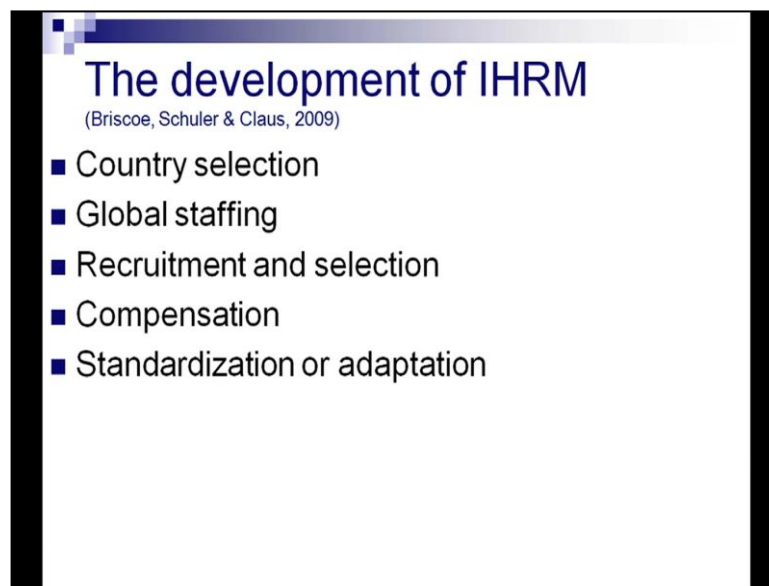 The development of IHRM
(Briscoe, Schuler & Claus, 2009)
Country selection
Global staffing
Recruitment and selection
Compensation
Standardization or adaptation